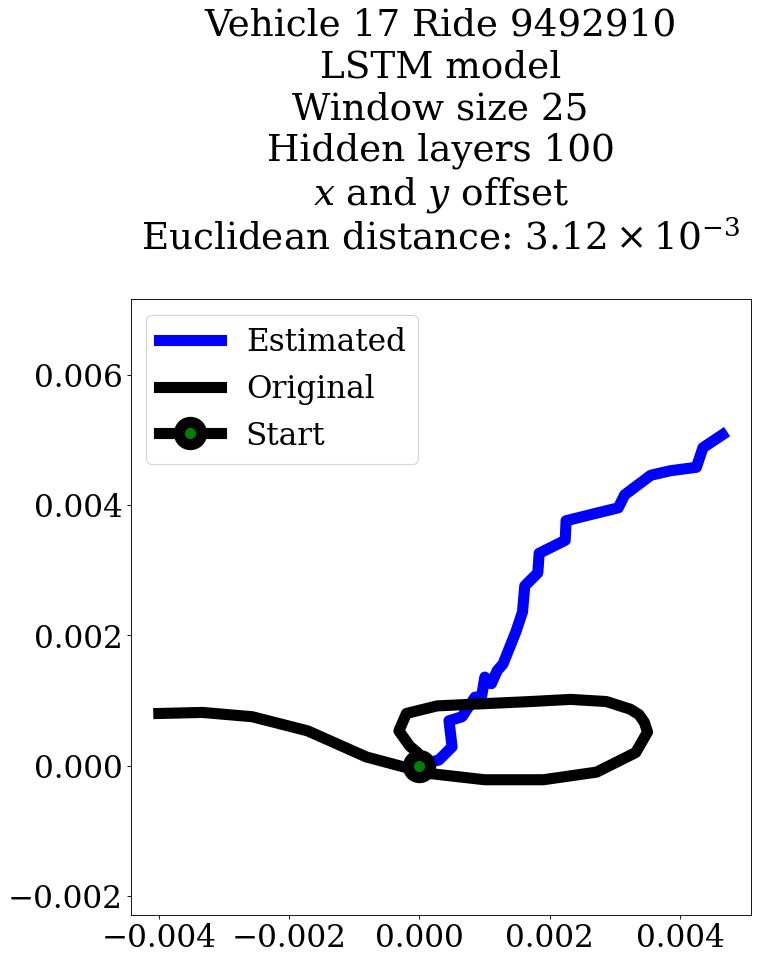 Vehicle 17 Ride 9492910
LSTM model
Window size 25
Hidden layers 100
x and y offset
Euclidean distance: 3.12 × 10⁻³
Estimated
Original
Start
0.006
0.004
0.002
0.000
−0.002
−0.004 −0.002 0.000 0.002 0.004